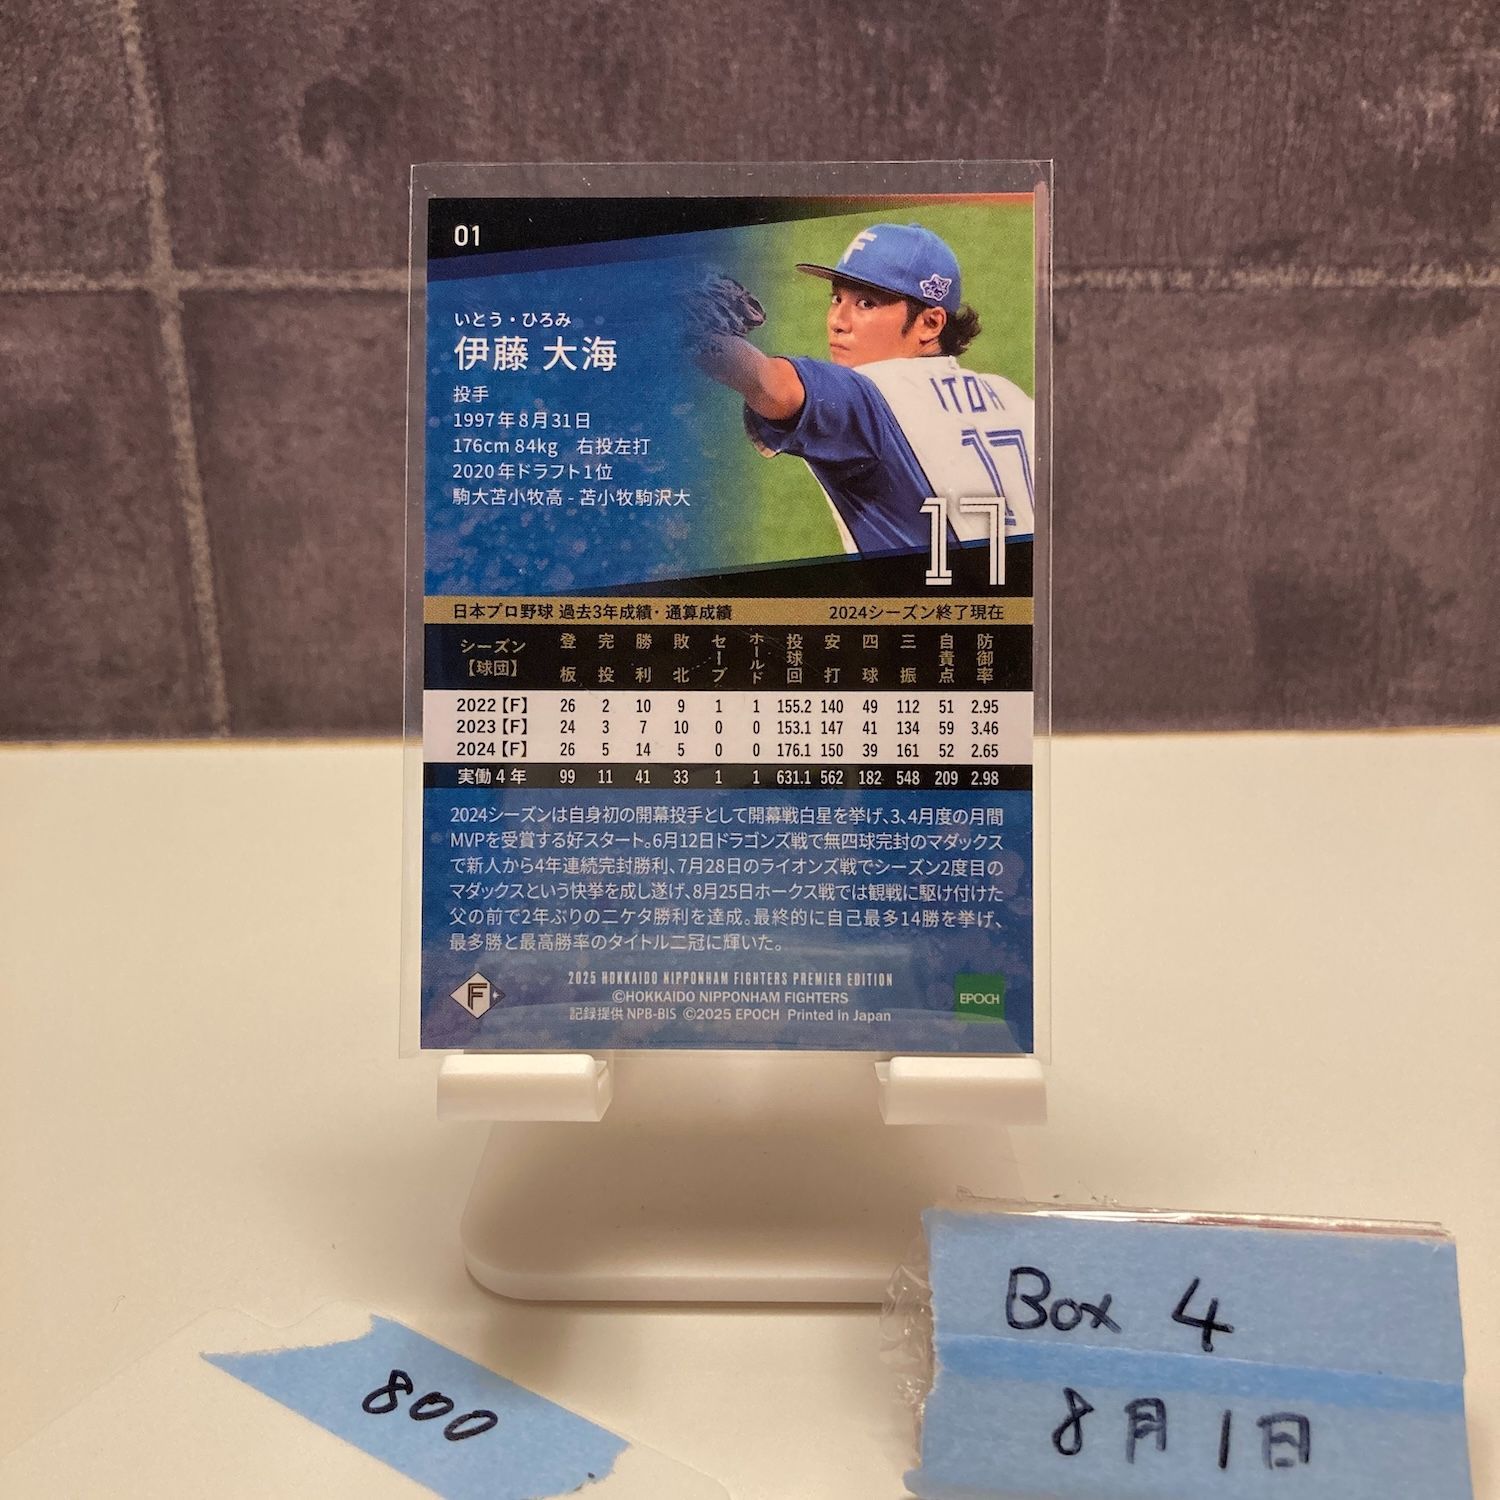 01
いとう・ひろみ
伊藤 大海
投手
1997年8月31日
176cm 84kg 右投左打
2020年ドラフト1位
駒大苫小牧高 - 苫小牧駒沢大
F
ITOH
17
17
日本プロ野球 過去3年成績・通算成績 2024シーズン終了現在
シーズン【球団】 登板 完投 勝利 敗北 セーブ ホールド 投球回 安打 四球 三振 自責点 防御率
2022【F】 26 2 10 9 1 1 155.2 140 49 112 51 2.95
2023【F】 24 3 7 10 0 0 153.1 147 41 134 59 3.46
2024【F】 26 5 14 5 0 0 176.1 150 39 161 52 2.65
実働4年 99 11 41 33 1 1 631.1 562 182 548 209 2.98
2024シーズンは自身初の開幕投手として開幕戦白星を挙げ、3、4月度の月間
MVPを受賞する好スタート。6月12日ドラゴンズ戦で無四球完封のマダックス
で新人から4年連続完封勝利、7月28日のライオンズ戦でシーズン2度目の
マダックスという快挙を成し遂げ、8月25日ホークス戦では観戦に駆け付けた
父の前で2年ぶりの二ケタ勝利を達成。最終的に自己最多14勝を挙げ、
最多勝と最高勝率のタイトル二冠に輝いた。
F
2025 HOKKAIDO NIPPONHAM FIGHTERS PREMIER EDITION
©HOKKAIDO NIPPONHAM FIGHTERS
記録提供 NPB-BIS ©2025 EPOCH Printed in Japan
EPOCH
Box 4
8月1日
800